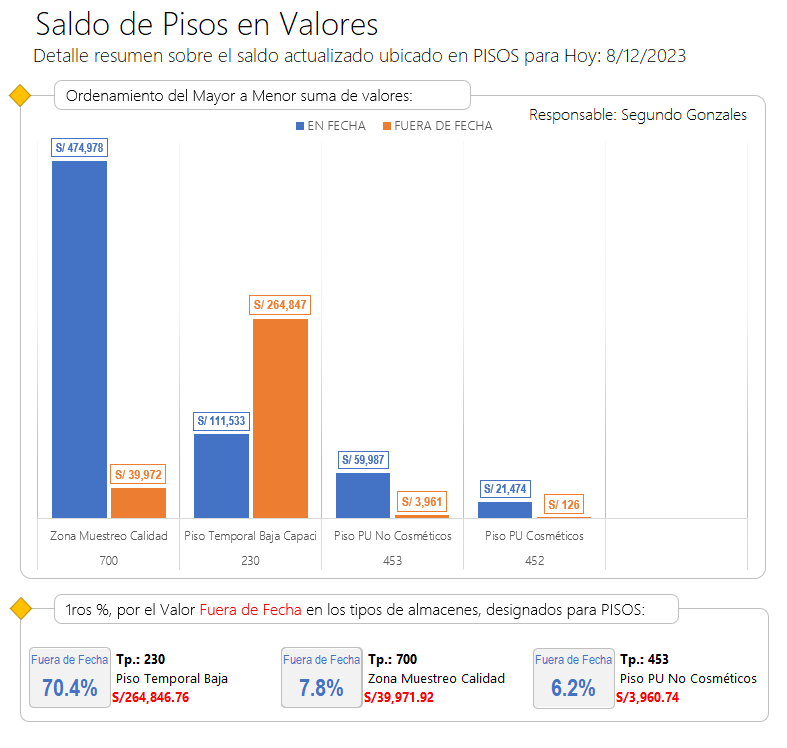 Saldo de Pisos en Valores
Detalle resumen sobre el saldo actualizado ubicado en PISOS para Hoy: 8/12/2023
Ordenamiento del Mayor a Menor suma de valores:
Responsable: Segundo Gonzales
EN FECHA FUERA DE FECHA
S/ 474,978
S/ 264,847
S/ 111,533
S/ 59,987
S/ 39,972
S/ 21,474
S/ 3,961
S/ 126
Zona Muestreo Calidad Piso Temporal Baja Capaci Piso PU No Cosméticos Piso PU Cosméticos
700 230 453 452
1ros %, por el Valor Fuera de Fecha en los tipos de almacenes, designados para PISOS:
Fuera de Fecha
70.4%
Tp.: 230
Piso Temporal Baja
S/264,846.76
Fuera de Fecha
7.8%
Tp.: 700
Zona Muestreo Calidad
S/39,971.92
Fuera de Fecha
6.2%
Tp.: 453
Piso PU No Cosméticos
S/3,960.74